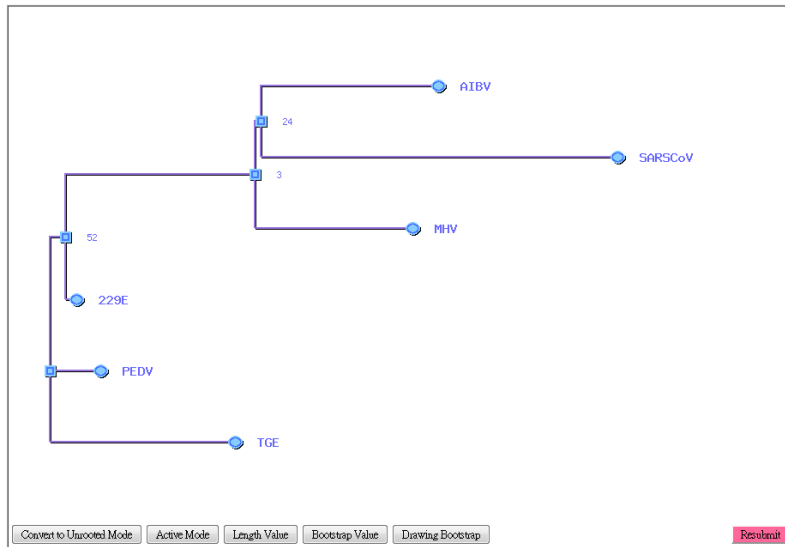 AIBV
24
SARSCoV
3
MHV
52
229E
PEDV
TGE
Convert to Unrooted Mode Active Mode Length Value Bootstrap Value Drawing Bootstrap Resubmit